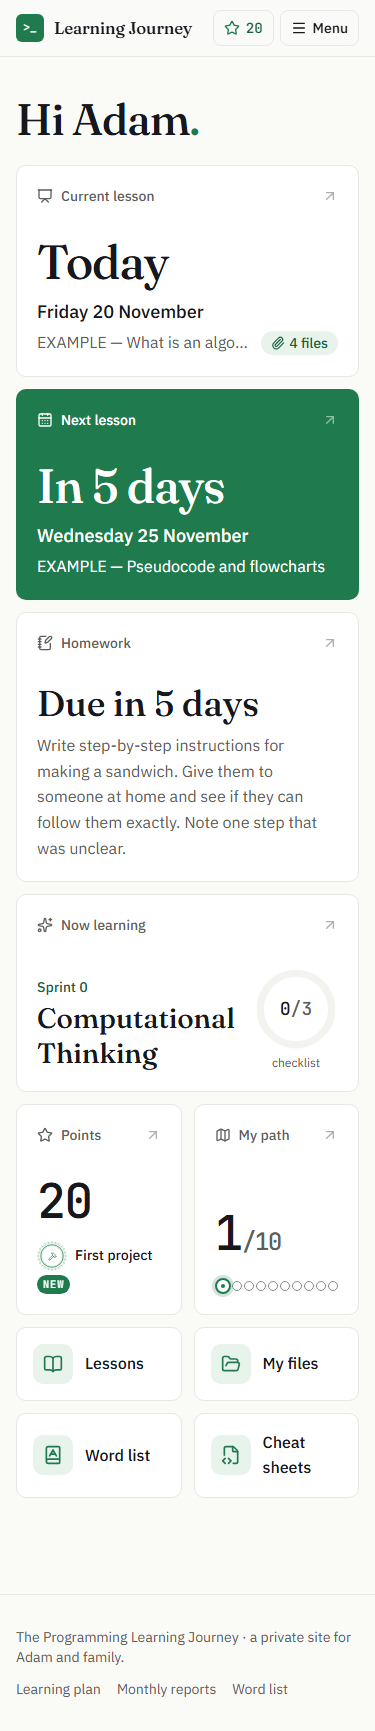 >_ Learning Journey 20 Menu
Hi Adam.
Current lesson
Today
Friday 20 November
EXAMPLE — What is an algo... 4 files
Next lesson
In 5 days
Wednesday 25 November
EXAMPLE — Pseudocode and flowcharts
Homework
Due in 5 days
Write step-by-step instructions for
making a sandwich. Give them to
someone at home and see if they can
follow them exactly. Note one step that
was unclear.
Now learning
Sprint 0
Computational
Thinking
0/3
checklist
Points
20
First project
NEW
My path
1/10
Lessons
My files
Word list
Cheat
sheets
The Programming Learning Journey · a private site for
Adam and family.
Learning plan Monthly reports Word list